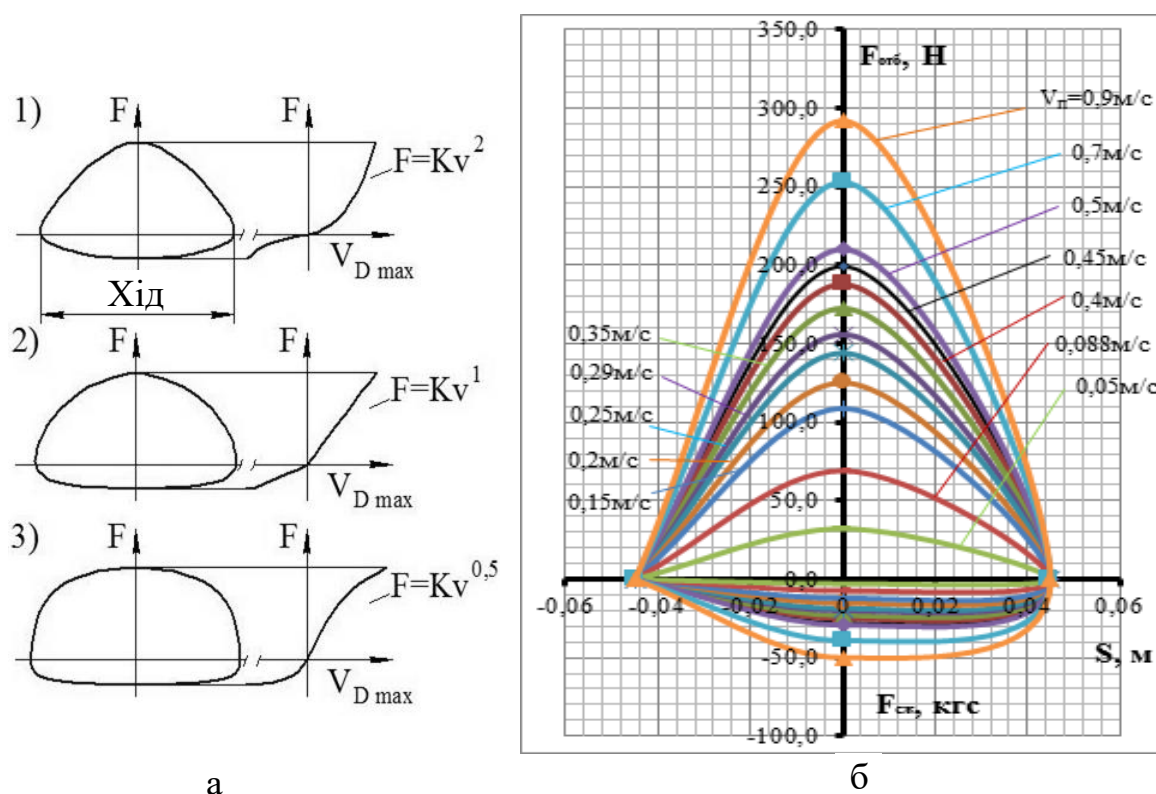 1)
F
F
F=Kv²
V_D max
Хід
2)
F
F
F=Kv¹
V_D max
3)
F
F
F=Kv⁰,⁵
V_D max
а
350,0
Fотб, Н
300,0
Vп=0,9м/с
0,7м/с
250,0
0,5м/с
200,0
0,45м/с
0,4м/с
0,35м/с
150,0
0,088м/с
0,29м/с
0,05м/с
0,25м/с
100,0
0,2м/с
0,15м/с
50,0
0,0
-0,06
-0,04
-0,02
0
0,02
0,04
0,06
-50,0
S, м
Fсж, кгс
-100,0
б